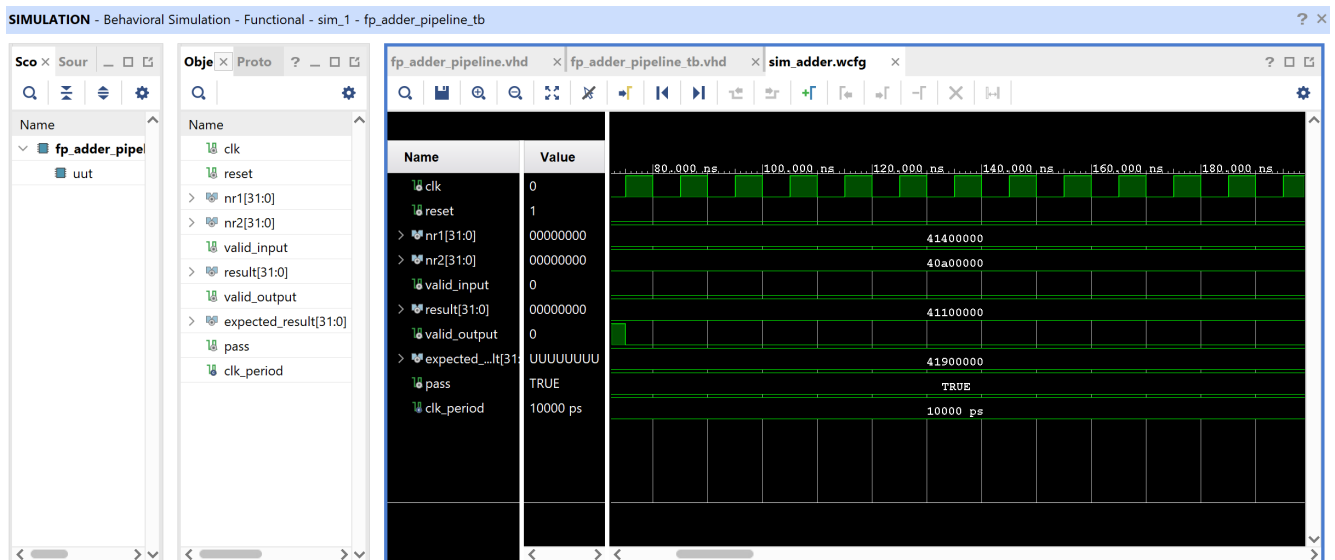 SIMULATION - Behavioral Simulation - Functional - sim_1 - fp_adder_pipeline_tb
?
Sco
Sour
Name
fp_adder_pipel
uut
Obje
Proto
?
Name
clk
reset
nr1[31:0]
nr2[31:0]
valid_input
result[31:0]
valid_output
expected_result[31:0]
pass
clk_period
fp_adder_pipeline.vhd
fp_adder_pipeline_tb.vhd
sim_adder.wcfg
?
Name Value
80.000 ns 100.000 ns 120.000 ns 140.000 ns 160.000 ns 180.000 ns
clk 0
reset 1
nr1[31:0] 00000000 41400000
nr2[31:0] 00000000 40a00000
valid_input 0
result[31:0] 00000000 41100000
valid_output 0
expected_...lt[31: UUUUUUUU 41900000
pass TRUE TRUE
clk_period 10000 ps 10000 ps